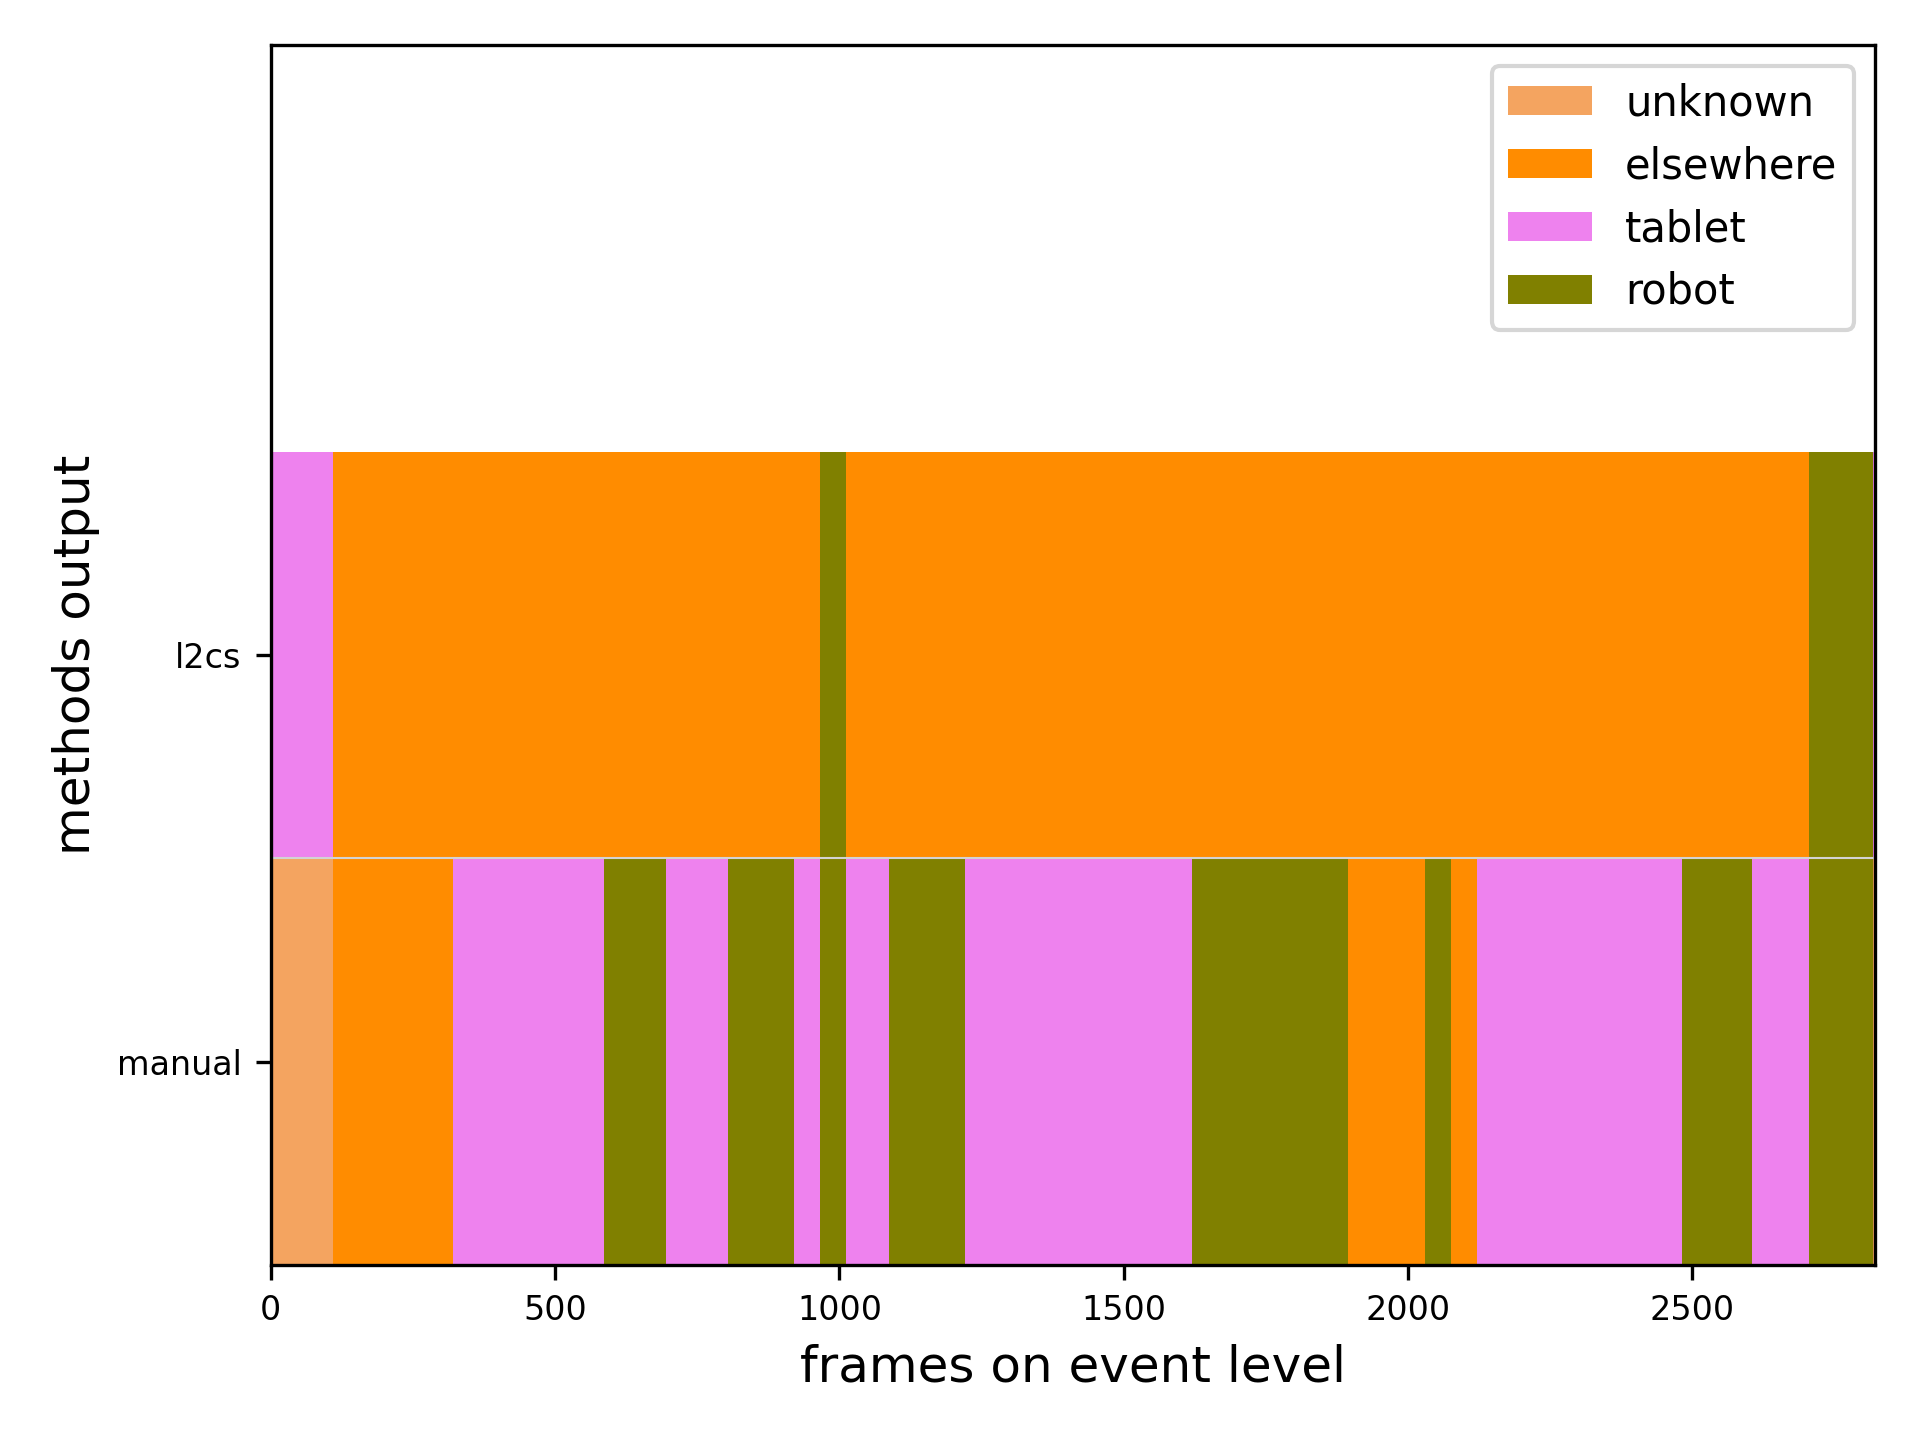 unknown
elsewhere
tablet
robot
methods output
l2cs
manual
0 500 1000 1500 2000 2500
frames on event level